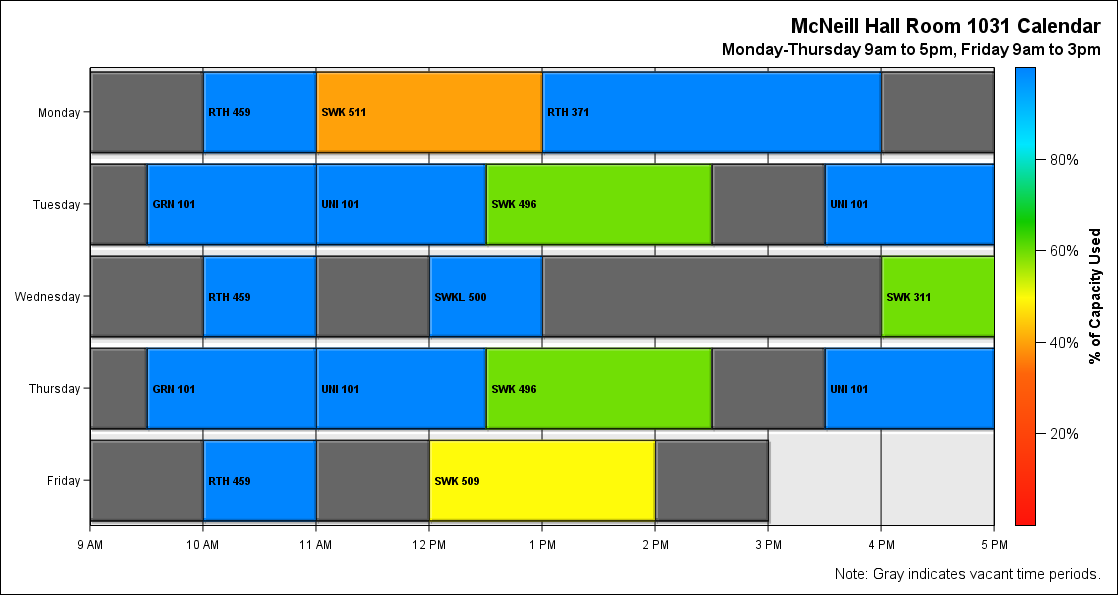 McNeill Hall Room 1031 Calendar
Monday-Thursday 9am to 5pm, Friday 9am to 3pm
Monday RTH 459 SWK 511 RTH 371
Tuesday GRN 101 UNI 101 SWK 496 UNI 101
Wednesday RTH 459 SWKL 500 SWK 311
Thursday GRN 101 UNI 101 SWK 496 UNI 101
Friday RTH 459 SWK 509
9 AM 10 AM 11 AM 12 PM 1 PM 2 PM 3 PM 4 PM 5 PM
80%
60%
40%
20%
% of Capacity Used
Note: Gray indicates vacant time periods.